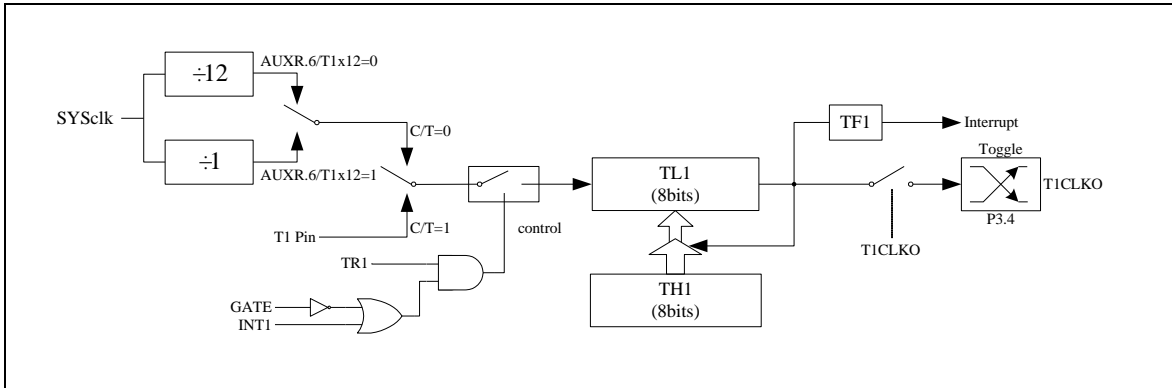 ÷12
AUXR.6/T1x12=0
SYSclk
÷1
AUXR.6/T1x12=1
C/T=0
C/T=1
T1 Pin
control
TR1
GATE
INT1
TL1
(8bits)
TH1
(8bits)
TF1
Interrupt
Toggle
T1CLKO
P3.4
T1CLKO